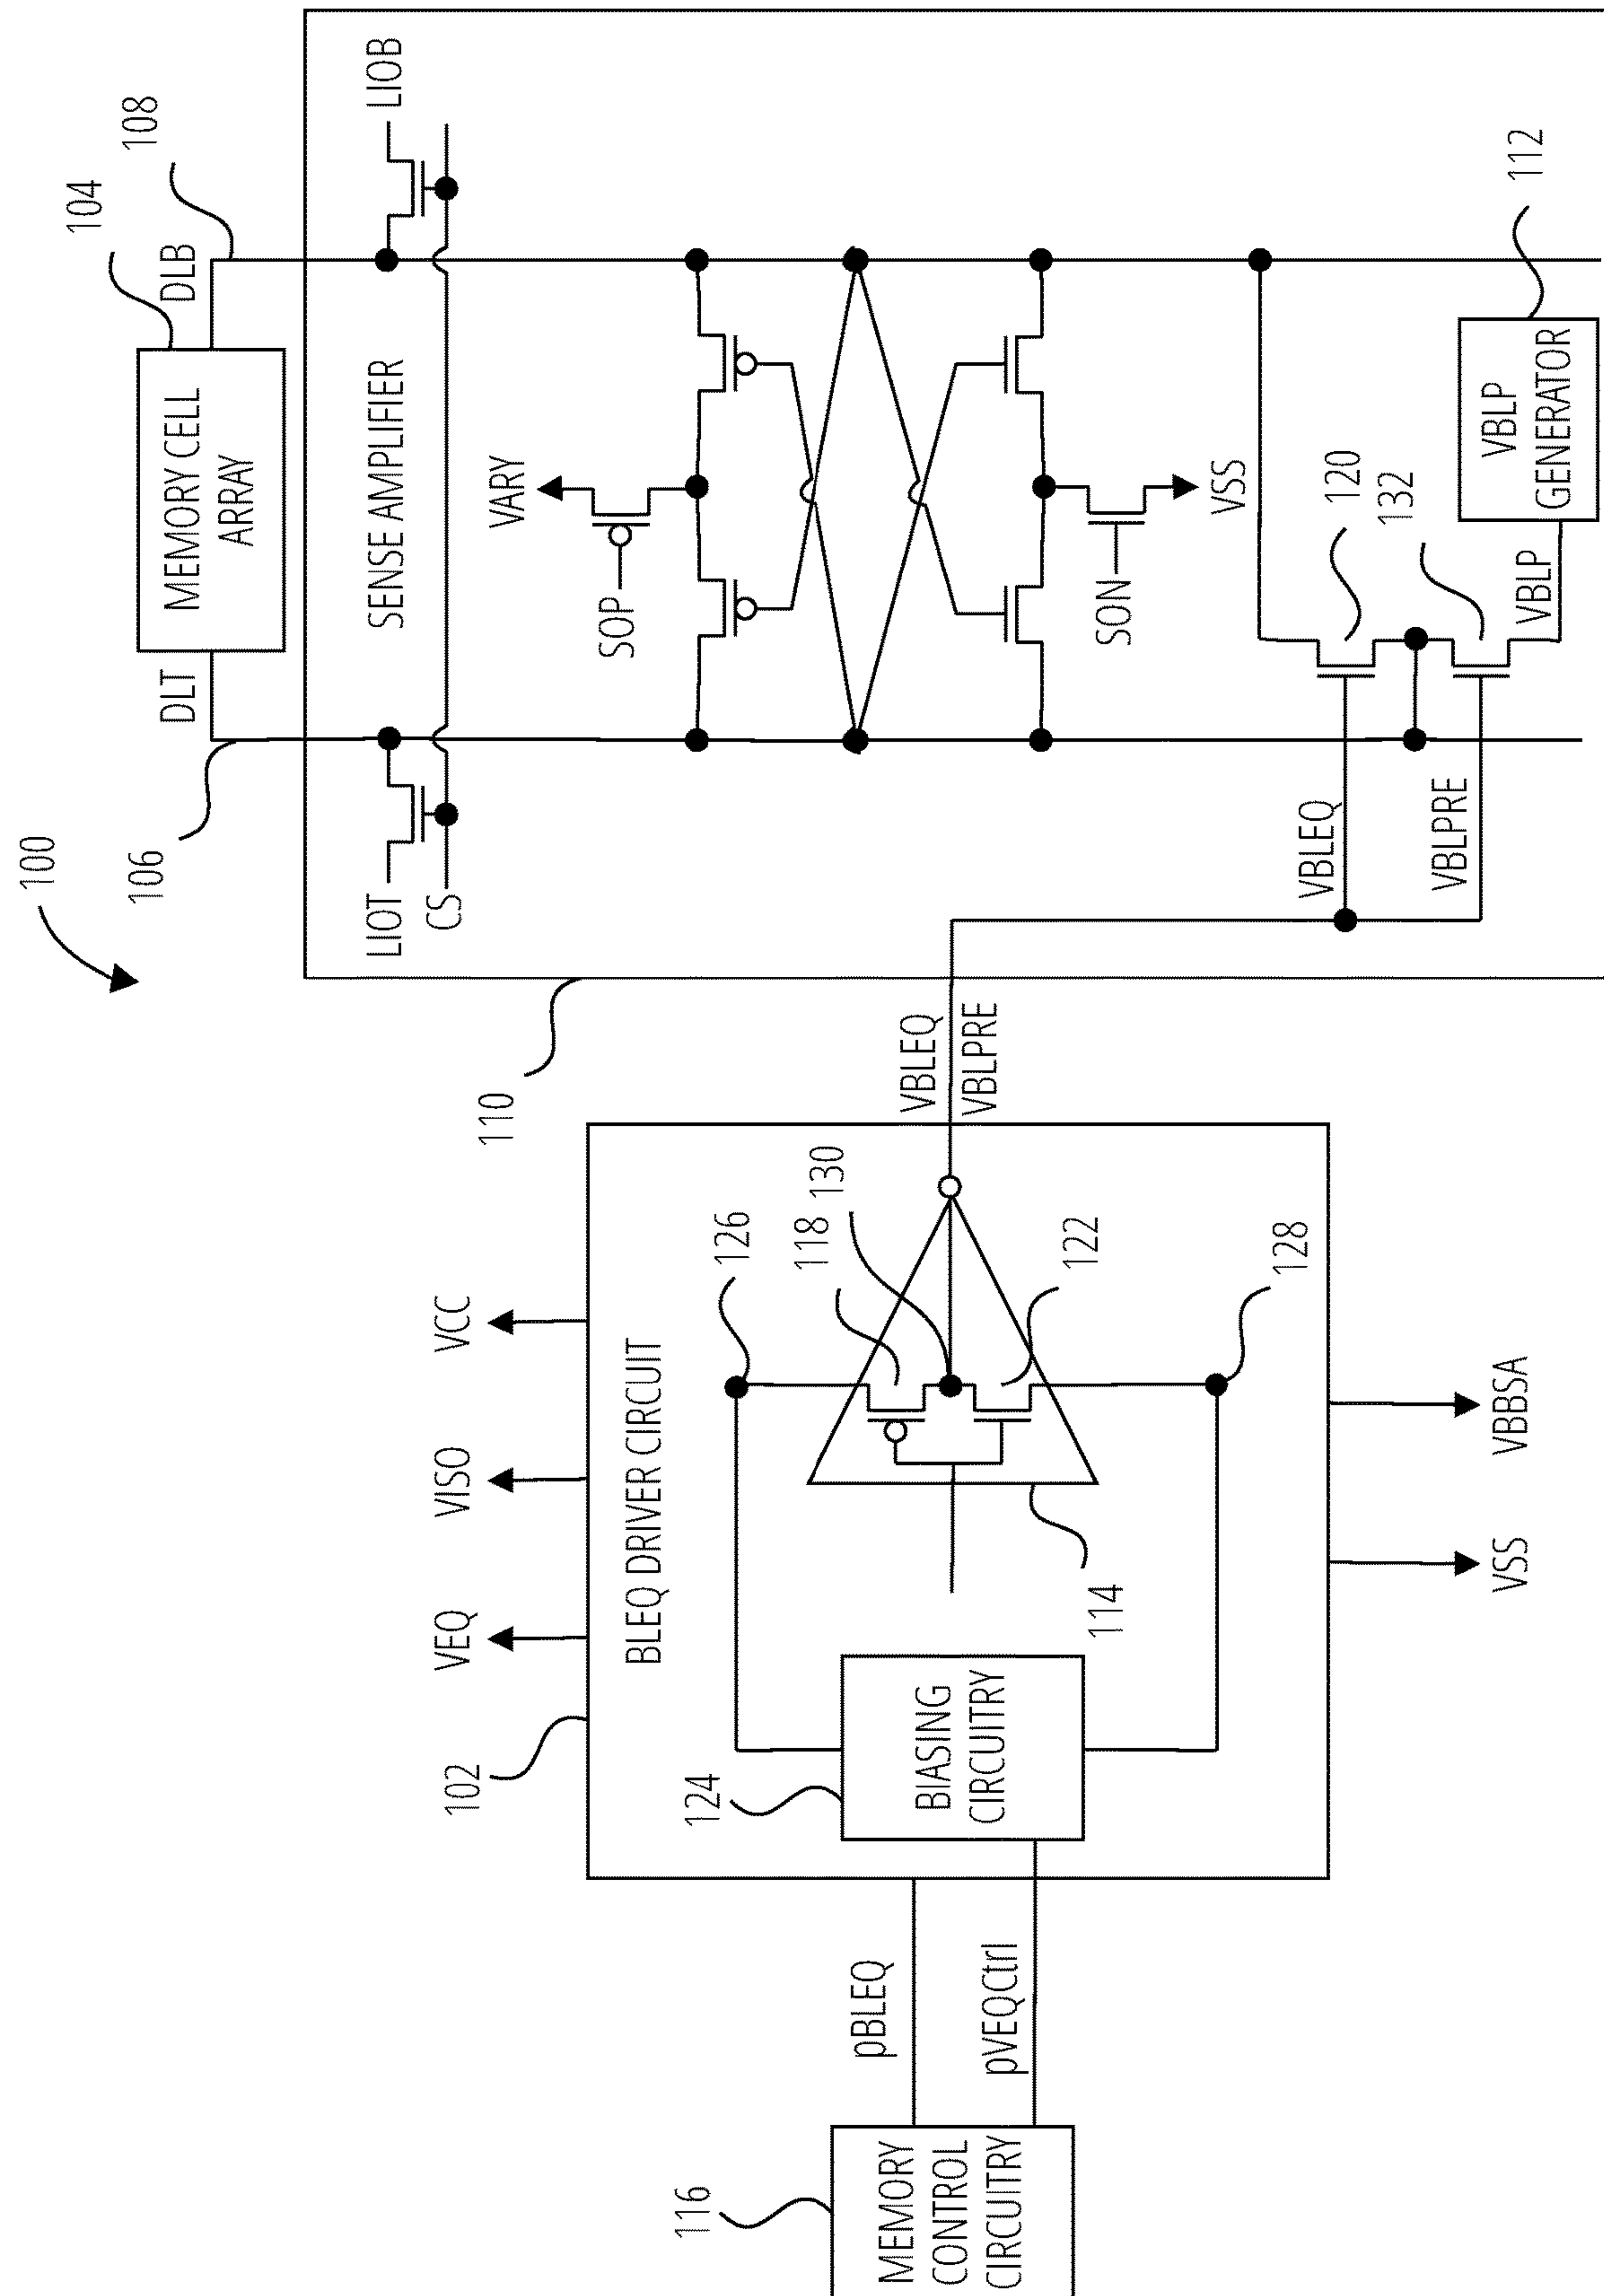 100
106
104
108
DLT
DLB
MEMORY CELL
ARRAY
LIOT
CS
SENSE AMPLIFIER
LIOB
VARY
SOP
SON
VSS
VBLEQ
VBLPRE
120
132
VBLP
VBLP
GENERATOR
112
110
VBLEQ
VBLPRE
VEQ
VISO
VCC
102
BLEQ DRIVER CIRCUIT
126
118
130
122
128
124
BIASING
CIRCUITRY
114
VSS
VBBSA
pBLEQ
pVEQCtrl
116
MEMORY
CONTROL
CIRCUITRY